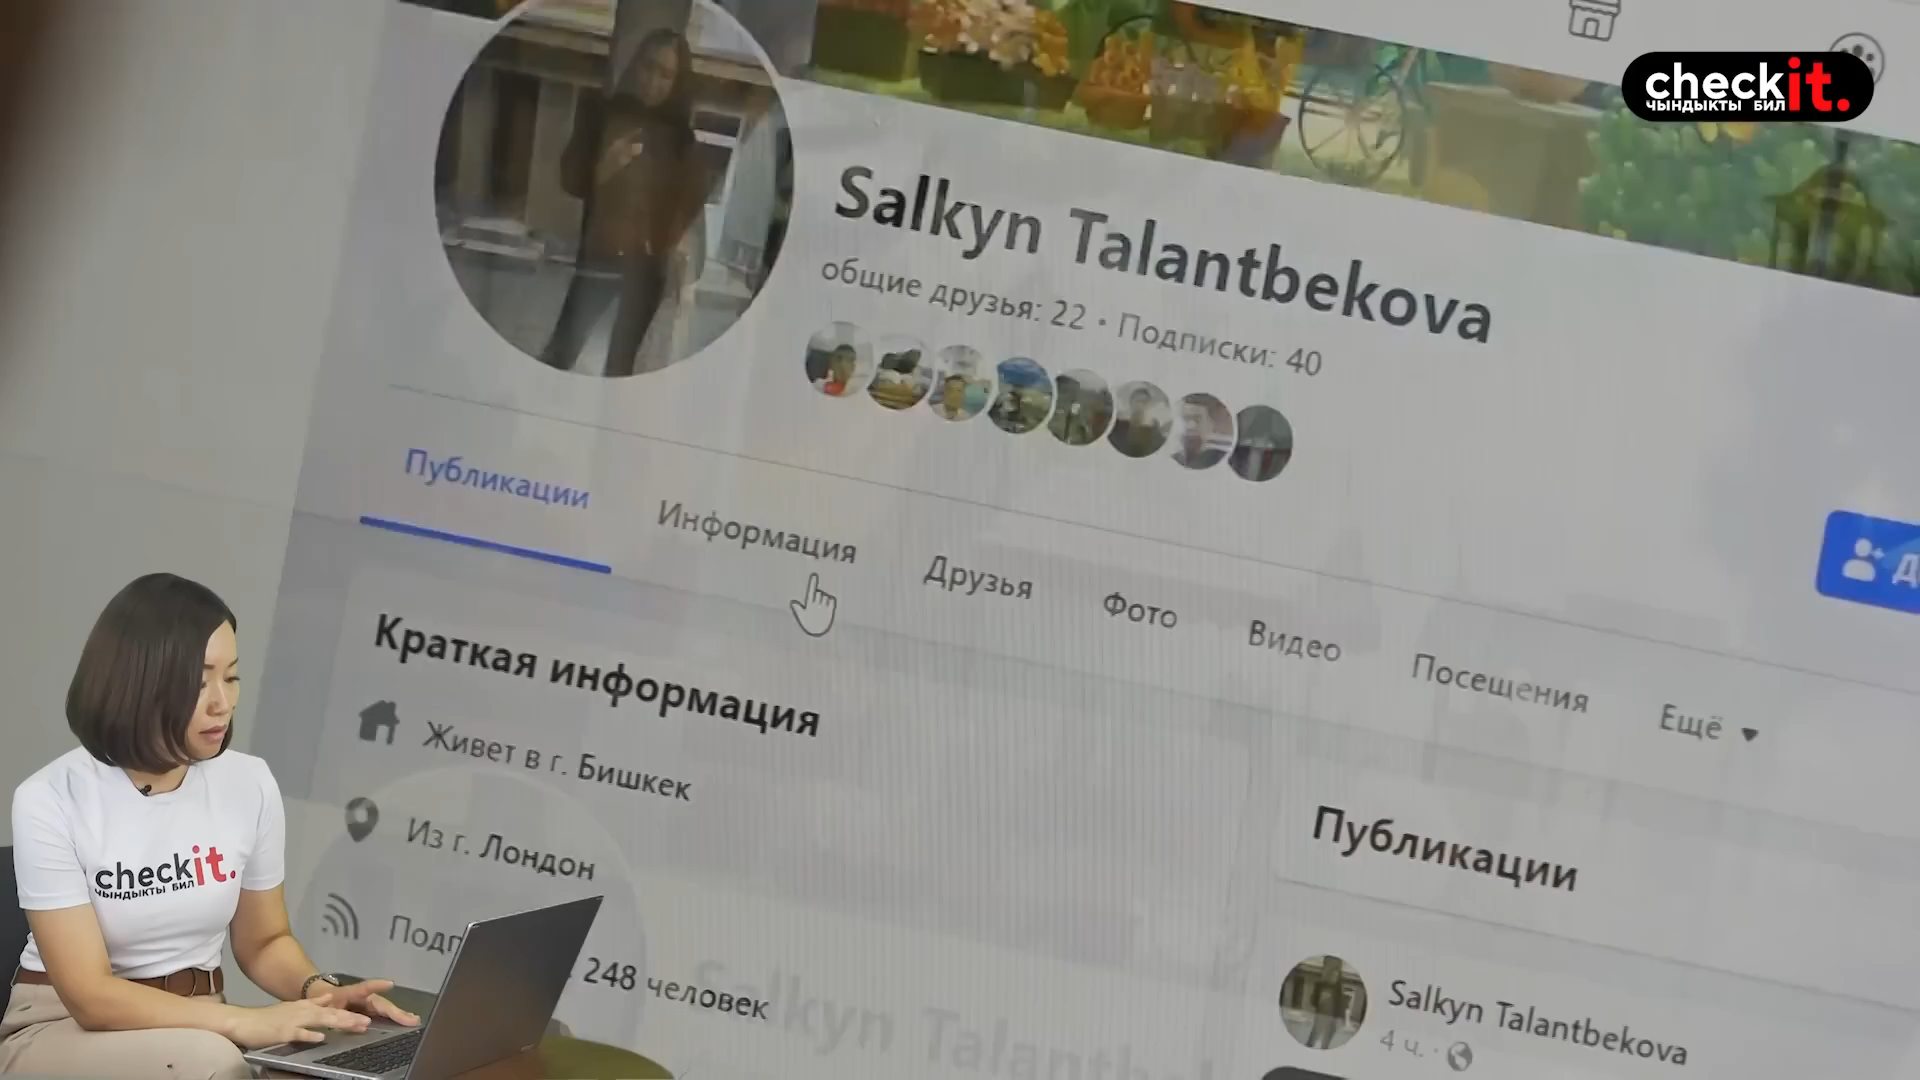 checkit.
ЧЫНДЫКТЫ БИЛ
Salkyn Talantbekova
общие друзья: 22 • Подписки: 40
Публикации
Информация
Друзья
Фото
Видео
Посещения
Ещё
Краткая информация
Живет в г. Бишкек
Из г. Лондон
248 человек
Публикации
Salkyn Talantbekova
4 ч.
checkit.
ЧЫНДЫКТЫ БИЛ